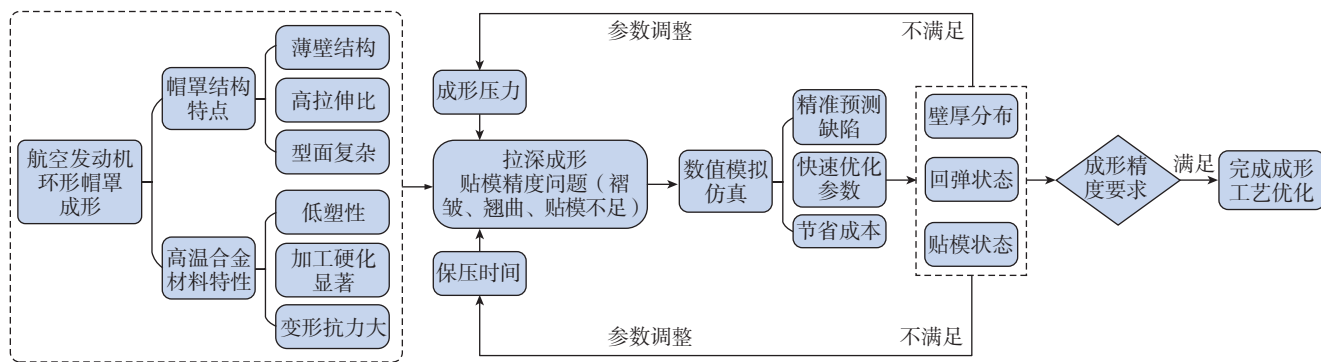 航空发动机
环形帽罩
成形
帽罩结构
特点
薄壁结构
高拉伸比
型面复杂
高温合金
材料特性
低塑性
加工硬化
显著
变形抗力大
参数调整
不满足
成形压力
拉深成形
贴模精度问题（褶
皱、翘曲、贴模不足）
保压时间
参数调整
不满足
数值模拟
仿真
精准预测
缺陷
快速优化
参数
节省成本
壁厚分布
回弹状态
贴模状态
成形精
度要求
满足
完成成形
工艺优化